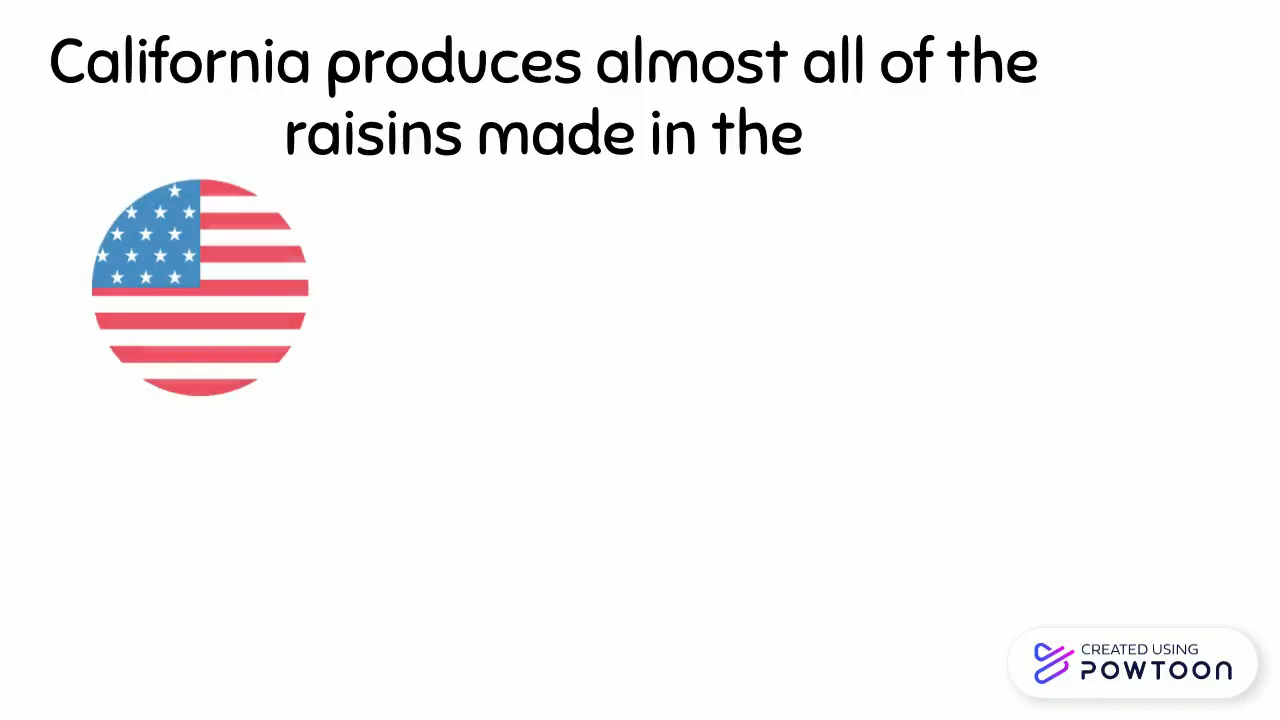 California produces almost all of the
raisins made in the
CREATED USING
POWTOON